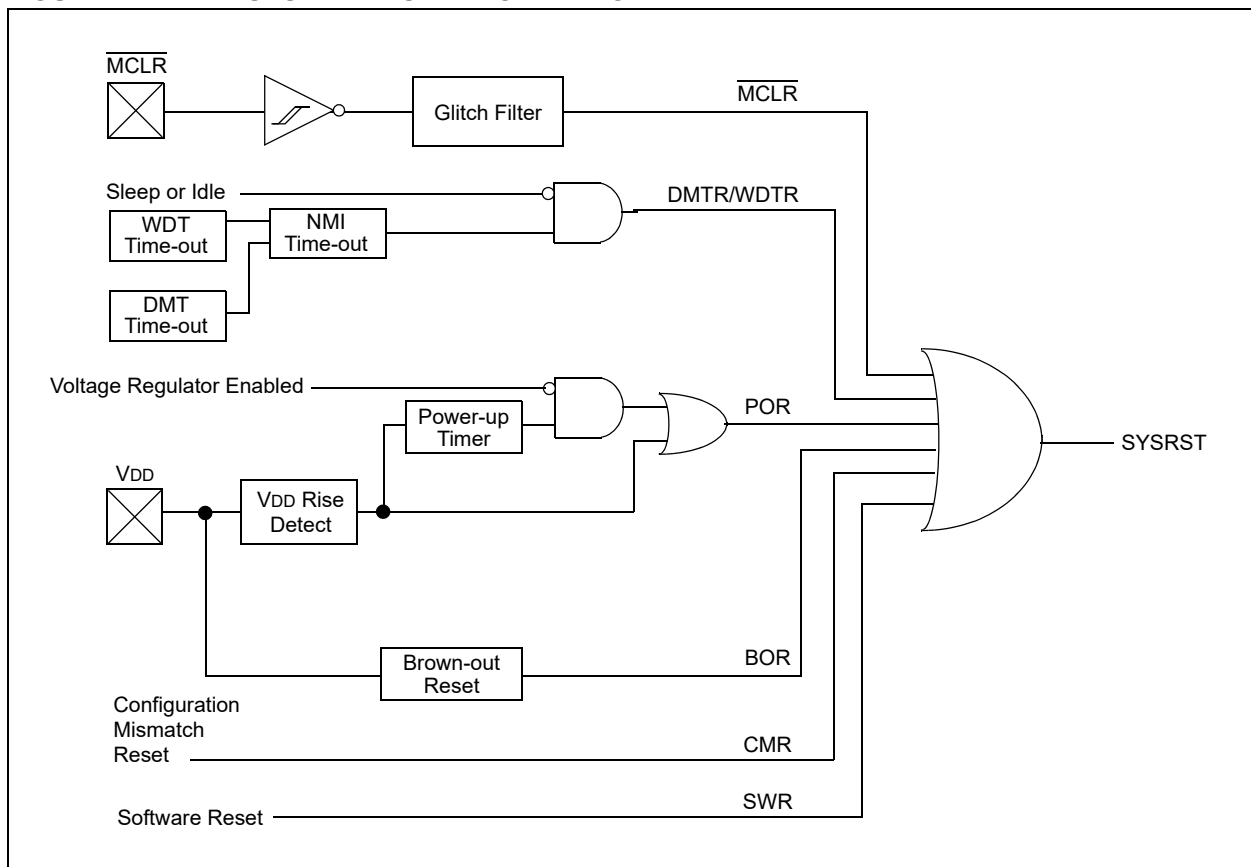 MCLR
Glitch Filter
MCLR
Sleep or Idle
DMTR/WDTR
WDT
Time-out
NMI
Time-out
DMT
Time-out
Voltage Regulator Enabled
Power-up
Timer
POR
SYSRST
VDD
VDD Rise
Detect
Brown-out
Reset
BOR
Configuration
Mismatch
Reset
CMR
Software Reset
SWR